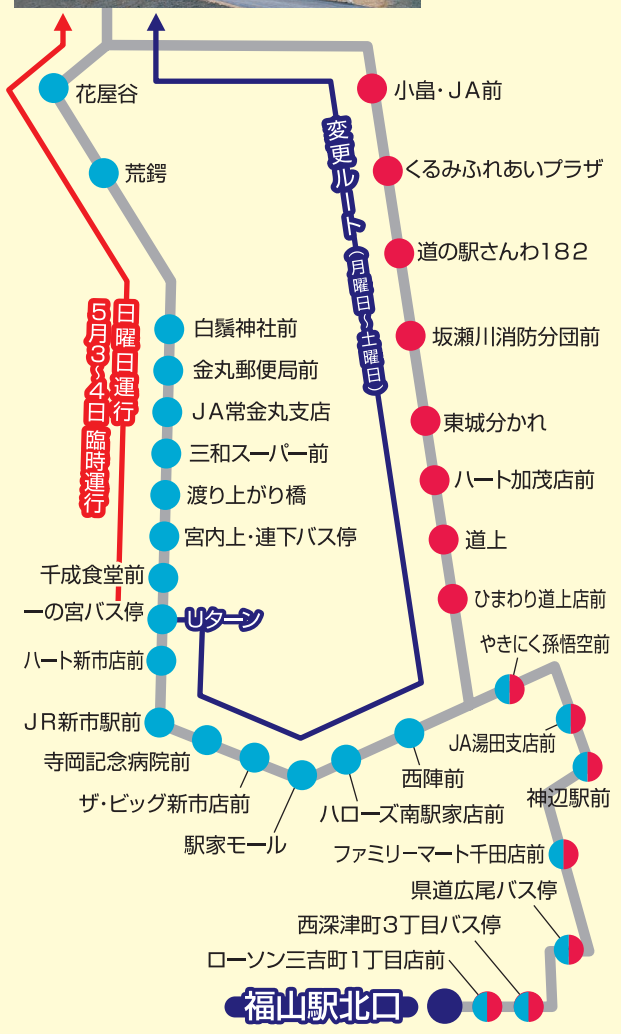 花屋谷
荒鍔
小畠・JA前
くるみふれあいプラザ
道の駅さんわ182
坂瀬川消防分団前
東城分かれ
ハート加茂店前
道上
ひまわり道上店前
変更ルート(月曜日〜土曜日)
日曜日運行
5月3〜4日臨時運行
白鬚神社前
金丸郵便局前
JA常金丸支店
三和スーパー前
渡り上がり橋
宮内上・連下バス停
千成食堂前
一の宮バス停
Uターン
ハート新市店前
JR新市駅前
寺岡記念病院前
ザ・ビッグ新市店前
駅家モール
ハローズ南駅家店前
西陣前
やきにく孫悟空前
JA湯田支店前
神辺駅前
ファミリーマート千田店前
県道広尾バス停
西深津町3丁目バス停
ローソン三吉町1丁目店前
福山駅北口